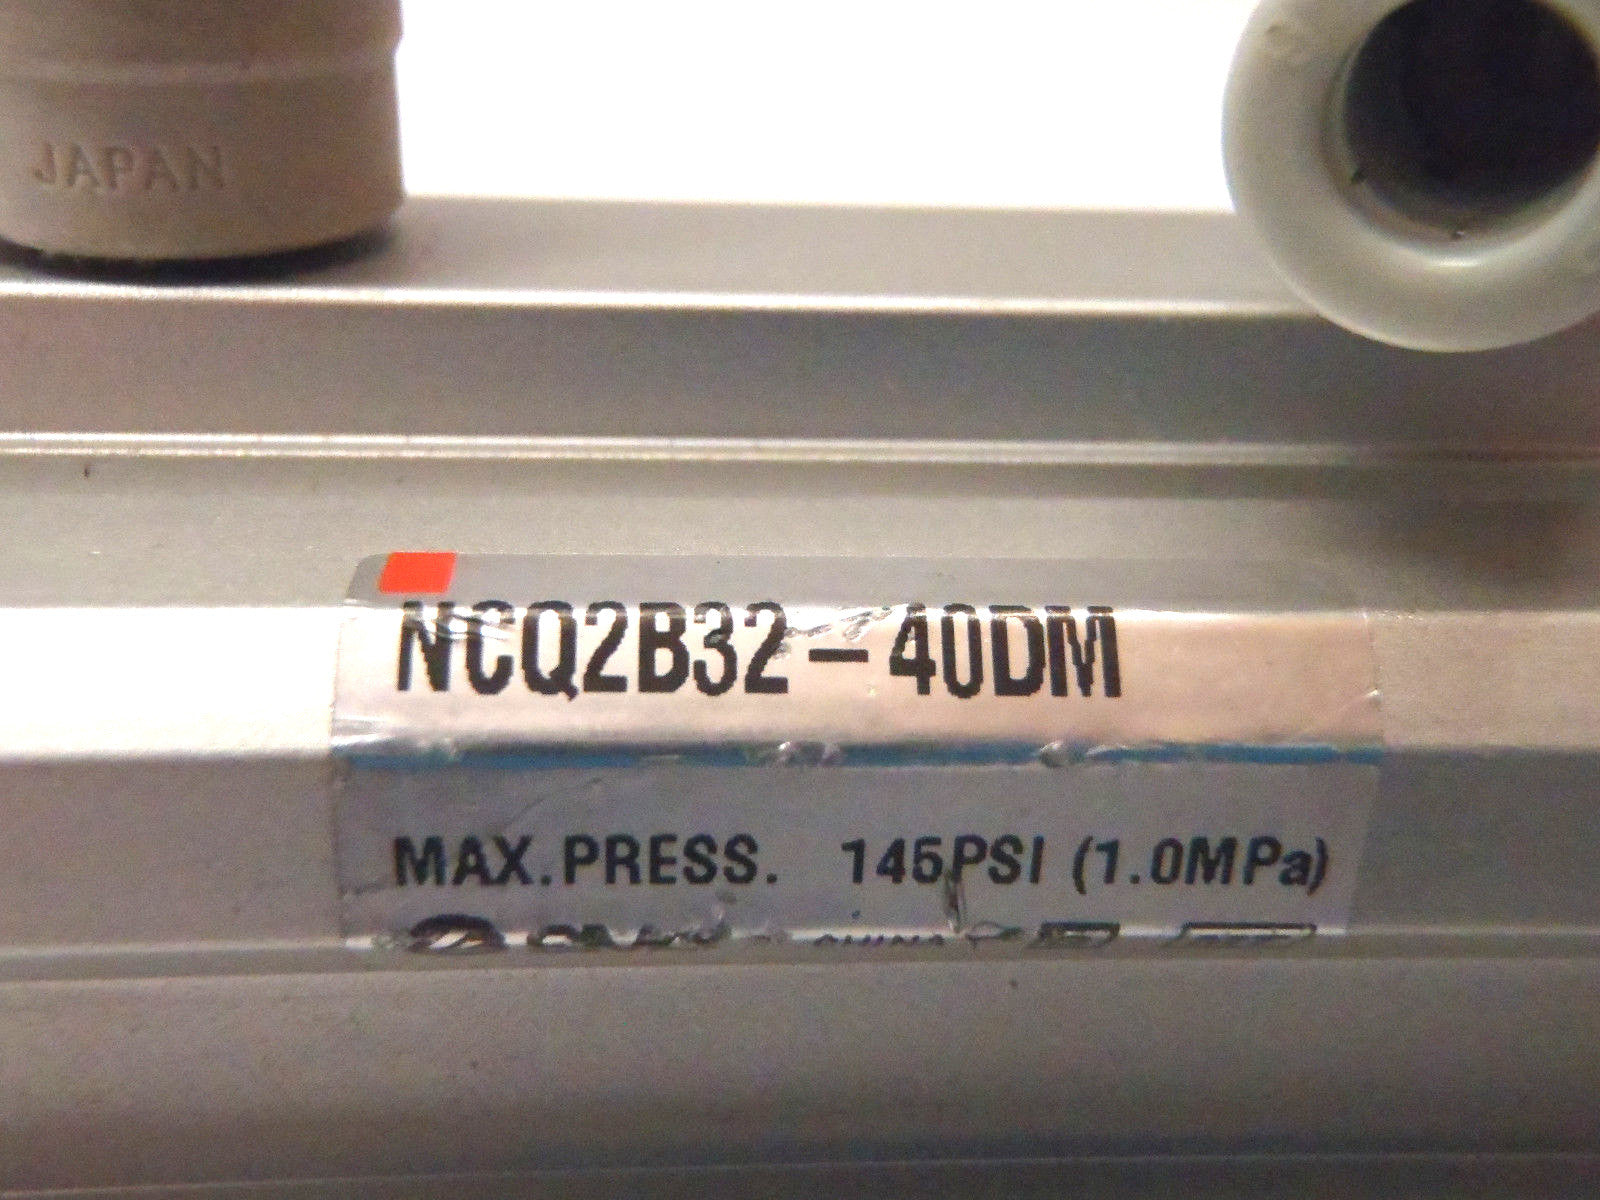 JAPAN
NCQ2B32-40DM
MAX.PRESS. 145PSI (1.0MPa)